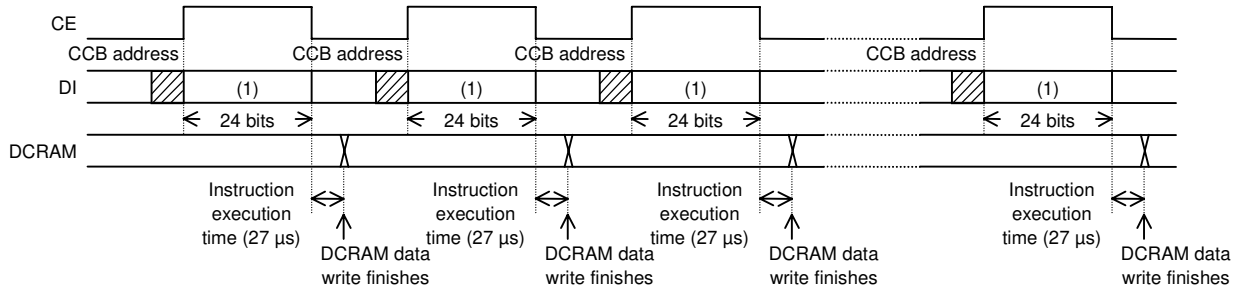 CE
CCB address CCB address CCB address CCB address
DI (1) (1) (1) (1)
24 bits 24 bits 24 bits 24 bits
DCRAM
Instruction Instruction Instruction Instruction
execution execution execution execution
time (27 µs) time (27 µs) time (27 µs) time (27 µs)
DCRAM data DCRAM data DCRAM data DCRAM data
write finishes write finishes write finishes write finishes